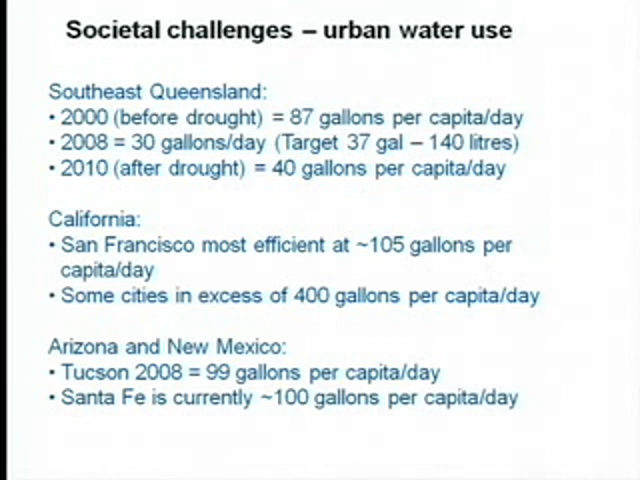 Societal challenges – urban water use
Southeast Queensland:
• 2000 (before drought) = 87 gallons per capita/day
• 2008 = 30 gallons/day (Target 37 gal – 140 litres)
• 2010 (after drought) = 40 gallons per capita/day
California:
• San Francisco most efficient at ~105 gallons per
capita/day
• Some cities in excess of 400 gallons per capita/day
Arizona and New Mexico:
• Tucson 2008 = 99 gallons per capita/day
• Santa Fe is currently ~100 gallons per capita/day